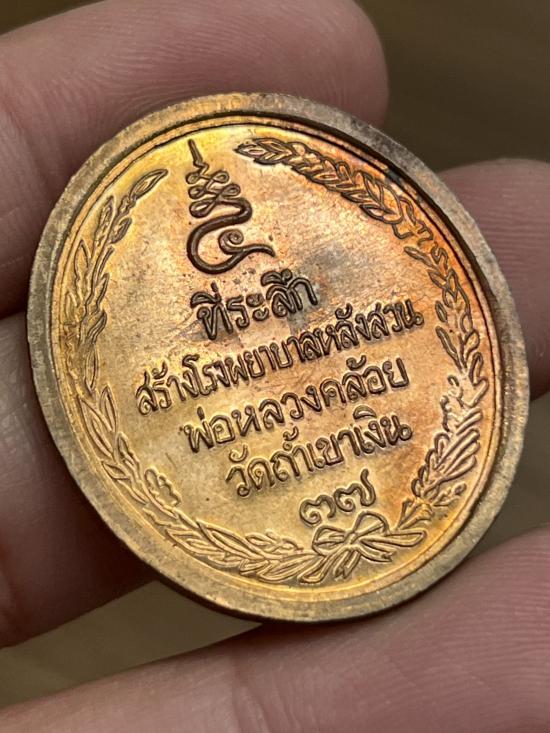 ที่ระลึก
สร้างโรงพยาบาลหลังสวน
พ่อหลวงคล้อย
วัดถ้ำเขาเงิน
๓๗